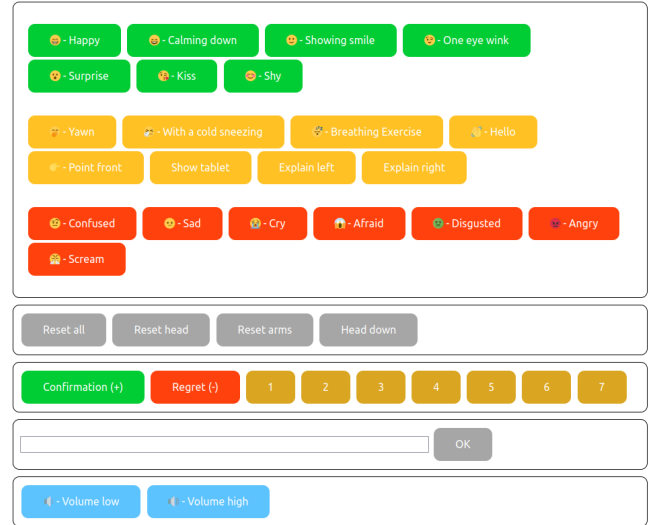 😄 - Happy 😄 - Calming down 🙂 - Showing smile 😉 - One eye wink
😮 - Surprise 😘 - Kiss 😊 - Shy
🥱 - Yawn 🤧 - With a cold sneezing 😴 - Breathing Exercise 👋 - Hello
👉 - Point front Show tablet Explain left Explain right
🤨 - Confused 🙁 - Sad 😭 - Cry 😱 - Afraid 🤢 - Disgusted 😡 - Angry
😤 - Scream
Reset all Reset head Reset arms Head down
Confirmation (+) Regret (-) 1 2 3 4 5 6 7
OK
🔈 - Volume low 🔊 - Volume high